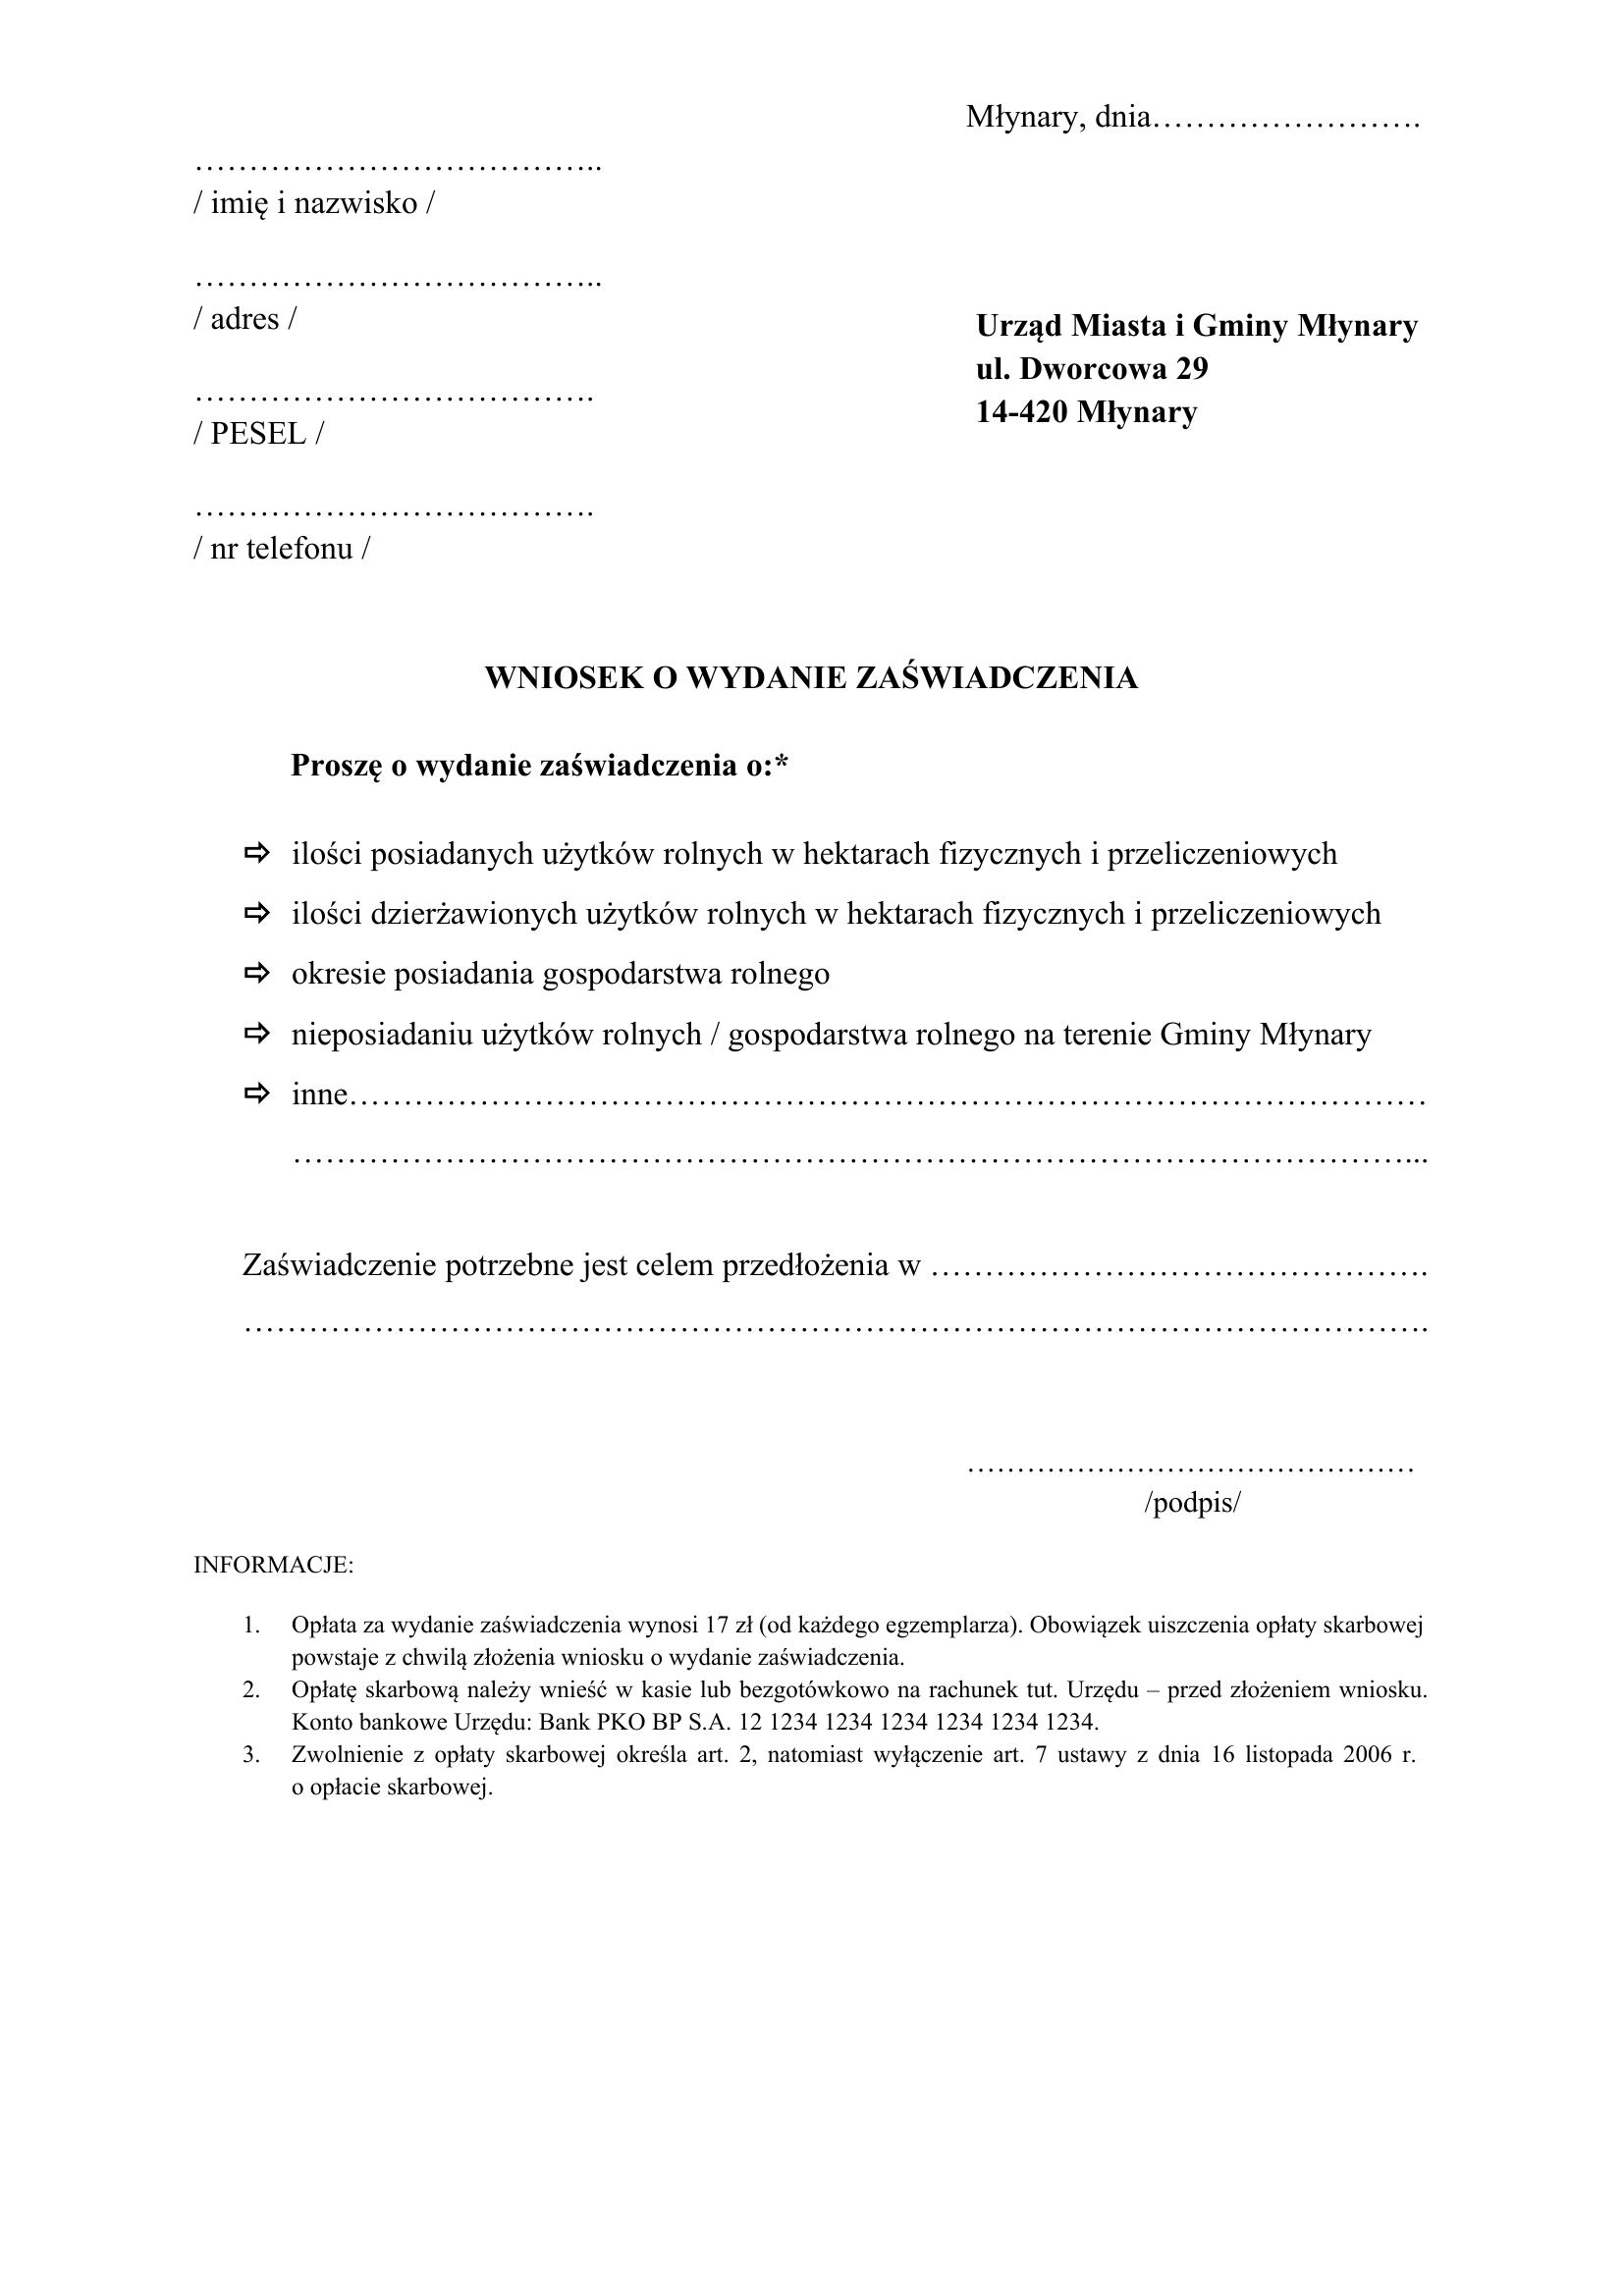 Młynary, dnia…………………….
………………………………..
/ imię i nazwisko /
………………………………..
/ adres /
Urząd Miasta i Gminy Młynary
ul. Dworcowa 29
14-420 Młynary
……………………………….
/ PESEL /
……………………………….
/ nr telefonu /
WNIOSEK O WYDANIE ZAŚWIADCZENIA
Proszę o wydanie zaświadczenia o:*
⇨ ilości posiadanych użytków rolnych w hektarach fizycznych i przeliczeniowych
⇨ ilości dzierżawionych użytków rolnych w hektarach fizycznych i przeliczeniowych
⇨ okresie posiadania gospodarstwa rolnego
⇨ nieposiadaniu użytków rolnych / gospodarstwa rolnego na terenie Gminy Młynary
⇨ inne………………………………………………………………………………………
…………………………………………………………………………………………...
Zaświadczenie potrzebne jest celem przedłożenia w ……………………………………….
……………………………………………………………………………………………….
………………………………………
/podpis/
INFORMACJE:
1. Opłata za wydanie zaświadczenia wynosi 17 zł (od każdego egzemplarza). Obowiązek uiszczenia opłaty skarbowej
powstaje z chwilą złożenia wniosku o wydanie zaświadczenia.
2. Opłatę skarbową należy wnieść w kasie lub bezgotówkowo na rachunek tut. Urzędu – przed złożeniem wniosku.
Konto bankowe Urzędu: Bank PKO BP S.A. 12 1234 1234 1234 1234 1234 1234.
3. Zwolnienie z opłaty skarbowej określa art. 2, natomiast wyłączenie art. 7 ustawy z dnia 16 listopada 2006 r.
o opłacie skarbowej.